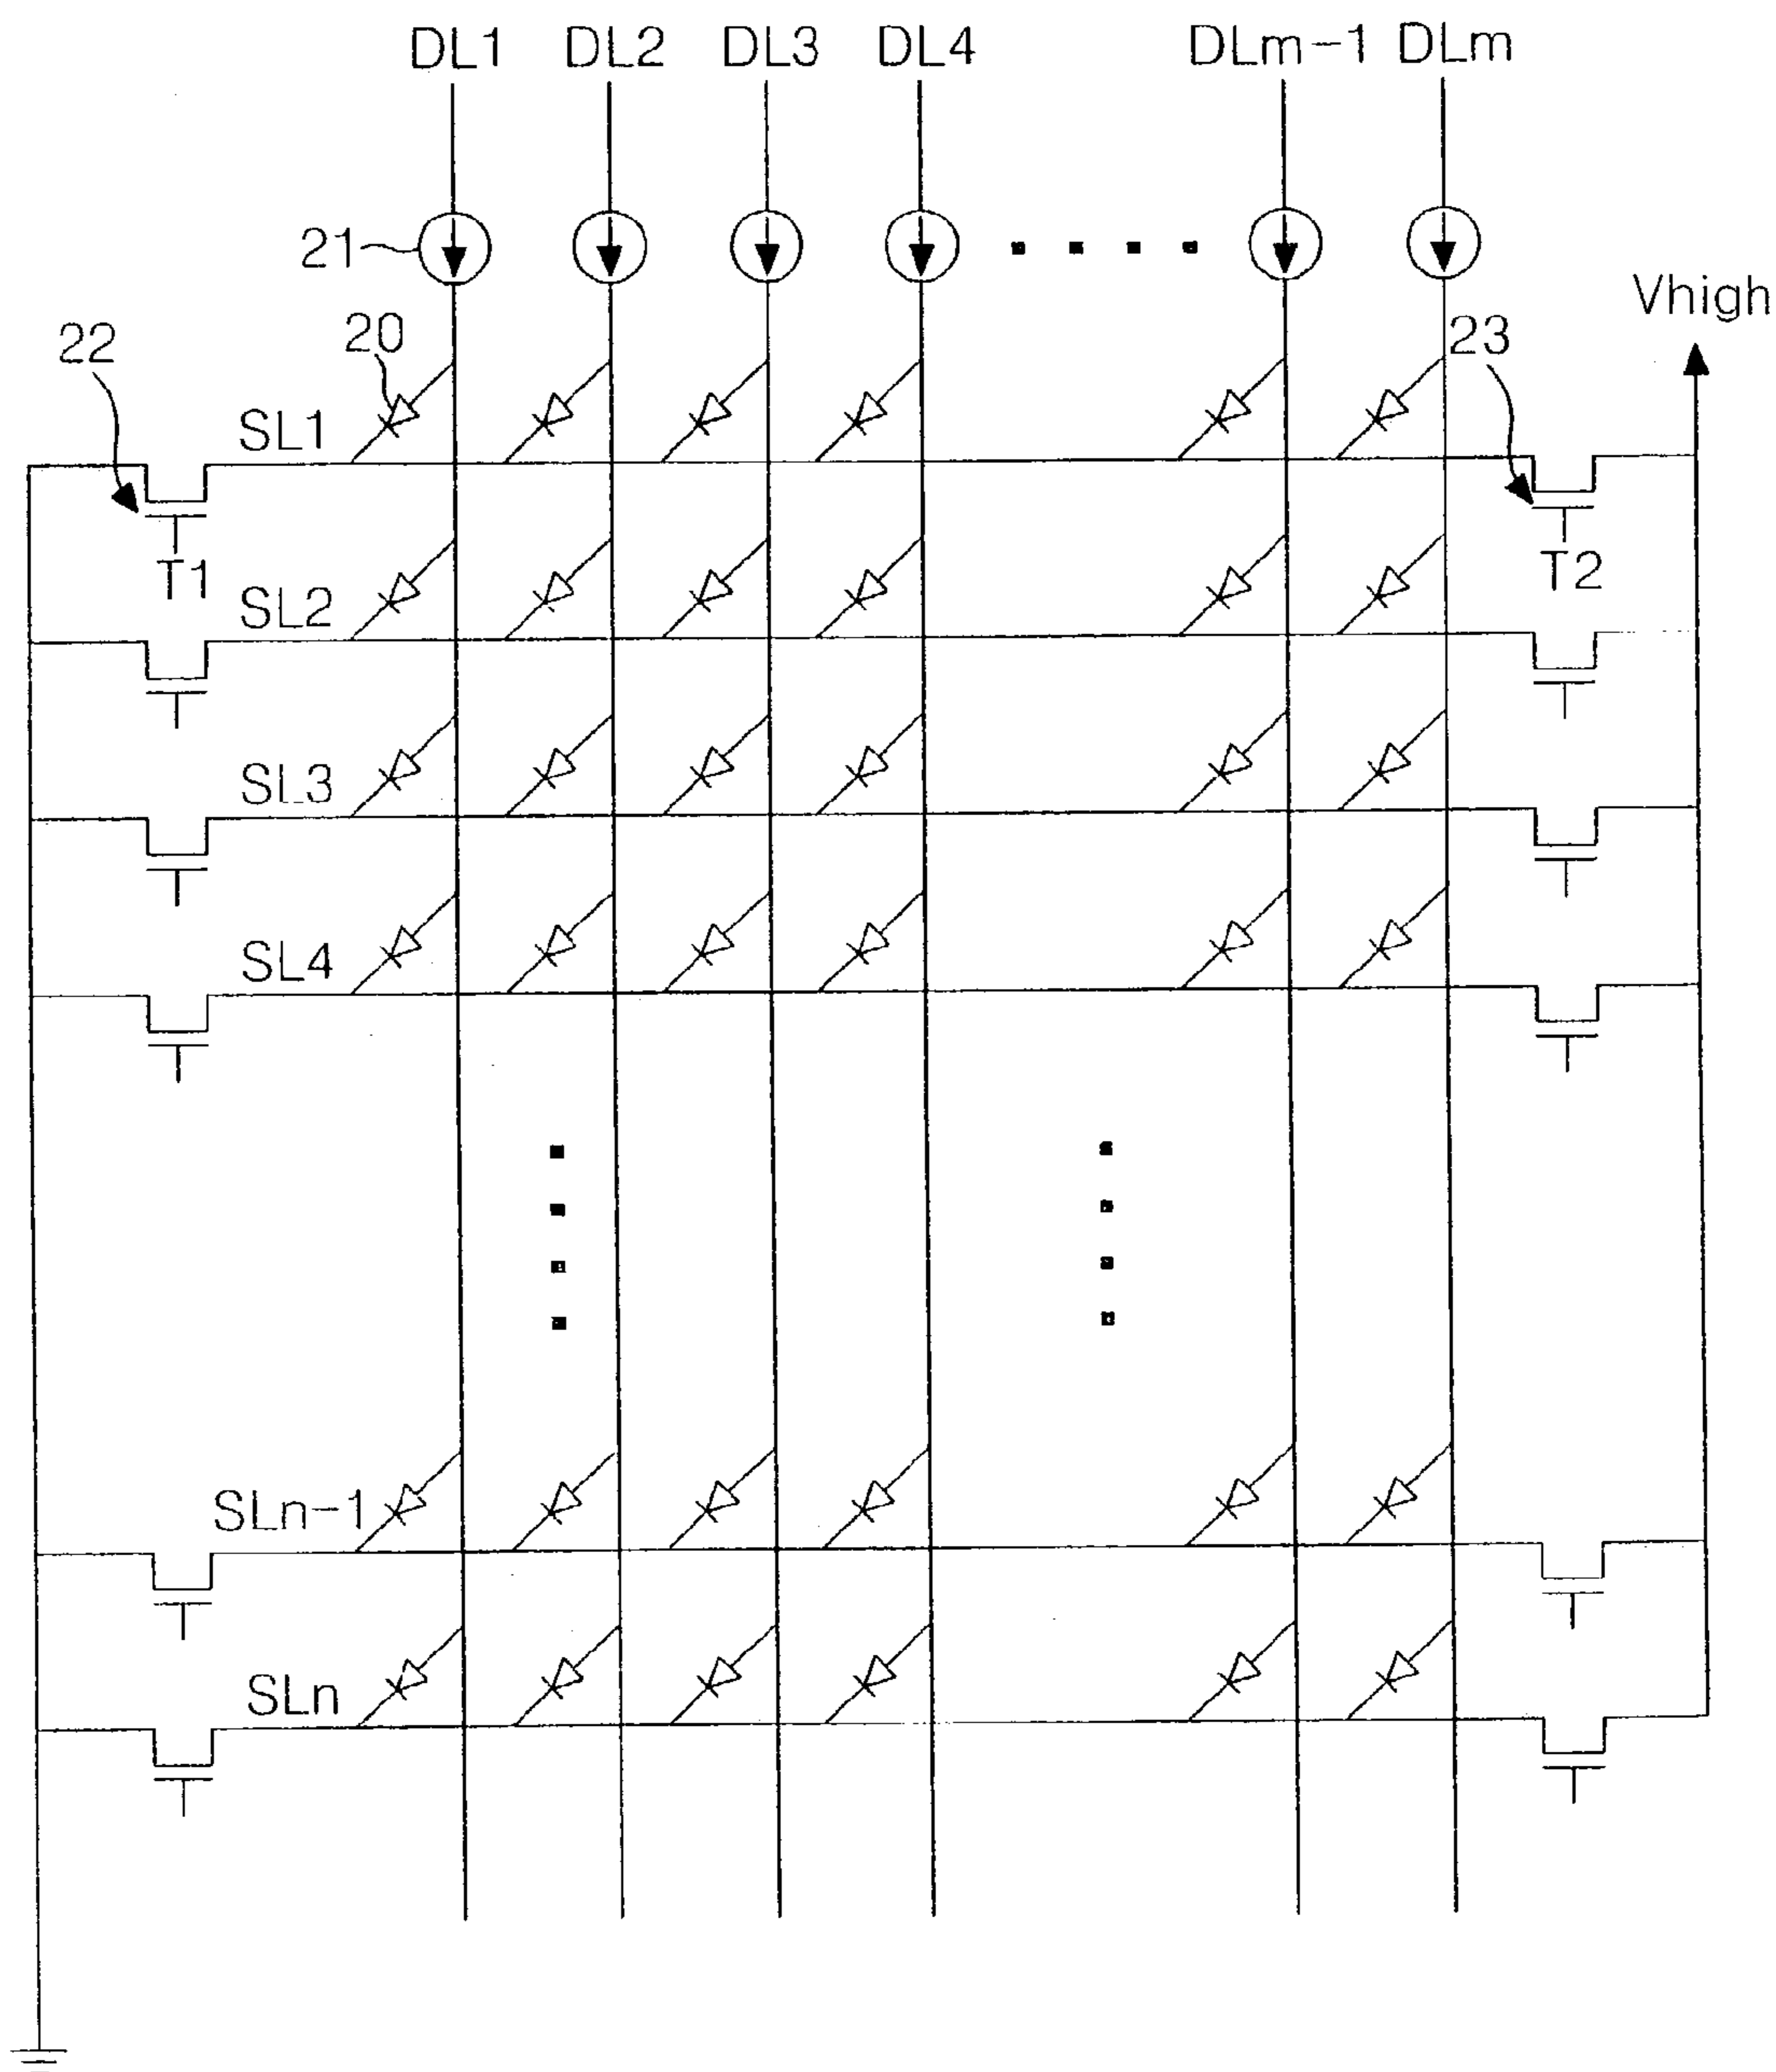 DL1 DL2 DL3 DL4 DLm-1 DLm
21
Vhigh
22
20
23
SL1
T1
T2
SL2
SL3
SL4
SLn-1
SLn